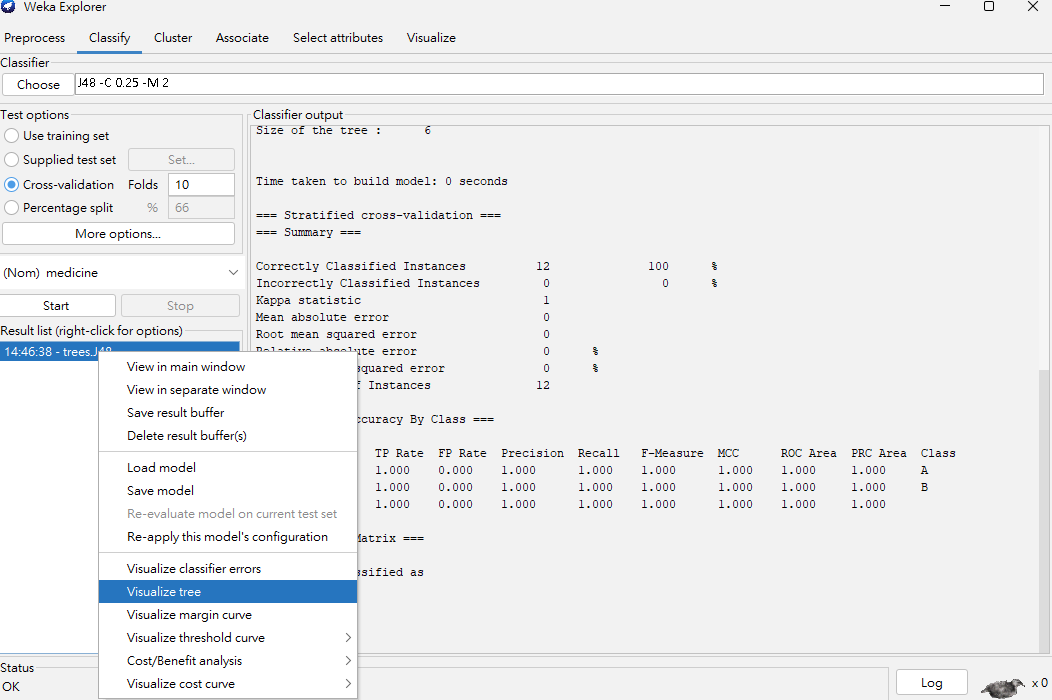 Weka Explorer
Preprocess Classify Cluster Associate Select attributes Visualize
Classifier
Choose J48 -C 0.25 -M 2
Test options
Use training set
Supplied test set Set...
Cross-validation Folds 10
Percentage split % 66
More options...
(Nom) medicine
Start Stop
Result list (right-click for options)
14:46:38 - trees.J48
View in main window
View in separate window
Save result buffer
Delete result buffer(s)
Load model
Save model
Re-evaluate model on current test set
Re-apply this model's configuration
Visualize classifier errors
Visualize tree
Visualize margin curve
Visualize threshold curve
Cost/Benefit analysis
Visualize cost curve
Classifier output
Size of the tree : 6
Time taken to build model: 0 seconds
=== Stratified cross-validation ===
=== Summary ===
Correctly Classified Instances 12 100 %
Incorrectly Classified Instances 0 0 %
Kappa statistic 1
Mean absolute error 0
Root mean squared error 0
Relative absolute error 0 %
squared error 0 %
Instances 12
ccuracy By Class ===
TP Rate FP Rate Precision Recall F-Measure MCC ROC Area PRC Area Class
1.000 0.000 1.000 1.000 1.000 1.000 1.000 1.000 A
1.000 0.000 1.000 1.000 1.000 1.000 1.000 1.000 B
1.000 0.000 1.000 1.000 1.000 1.000 1.000 1.000
Matrix ===
ssified as
Status
OK
Log
x 0